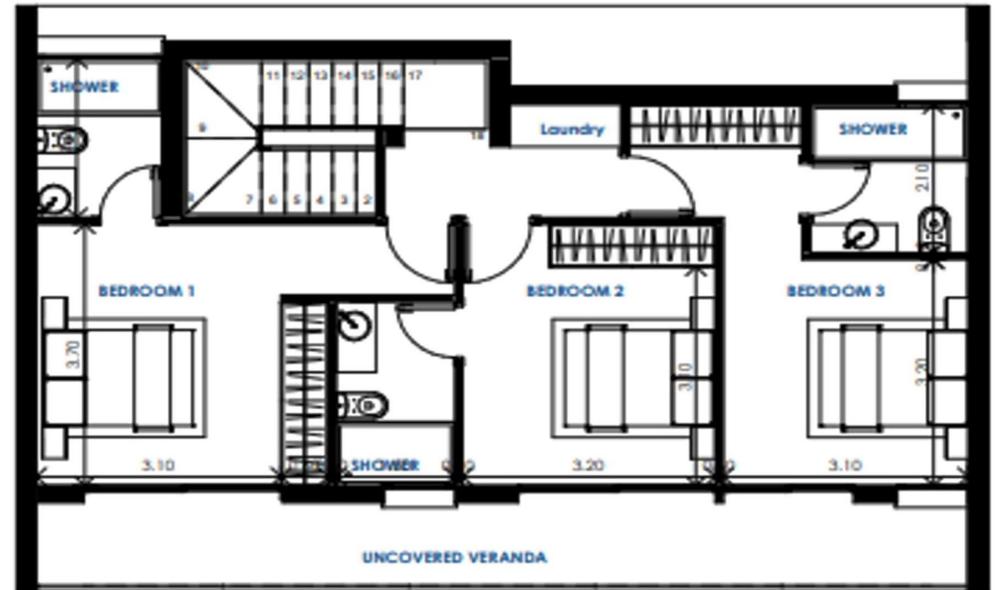 10
11 12 13 14 15 16 17
SHOWER
9
18
Laundry
SHOWER
2.10
8
7 6 5 4 3 2
BEDROOM 1
BEDROOM 2
BEDROOM 3
3.70
3.20
3.10
SHOWER
3.20
3.10
UNCOVERED VERANDA